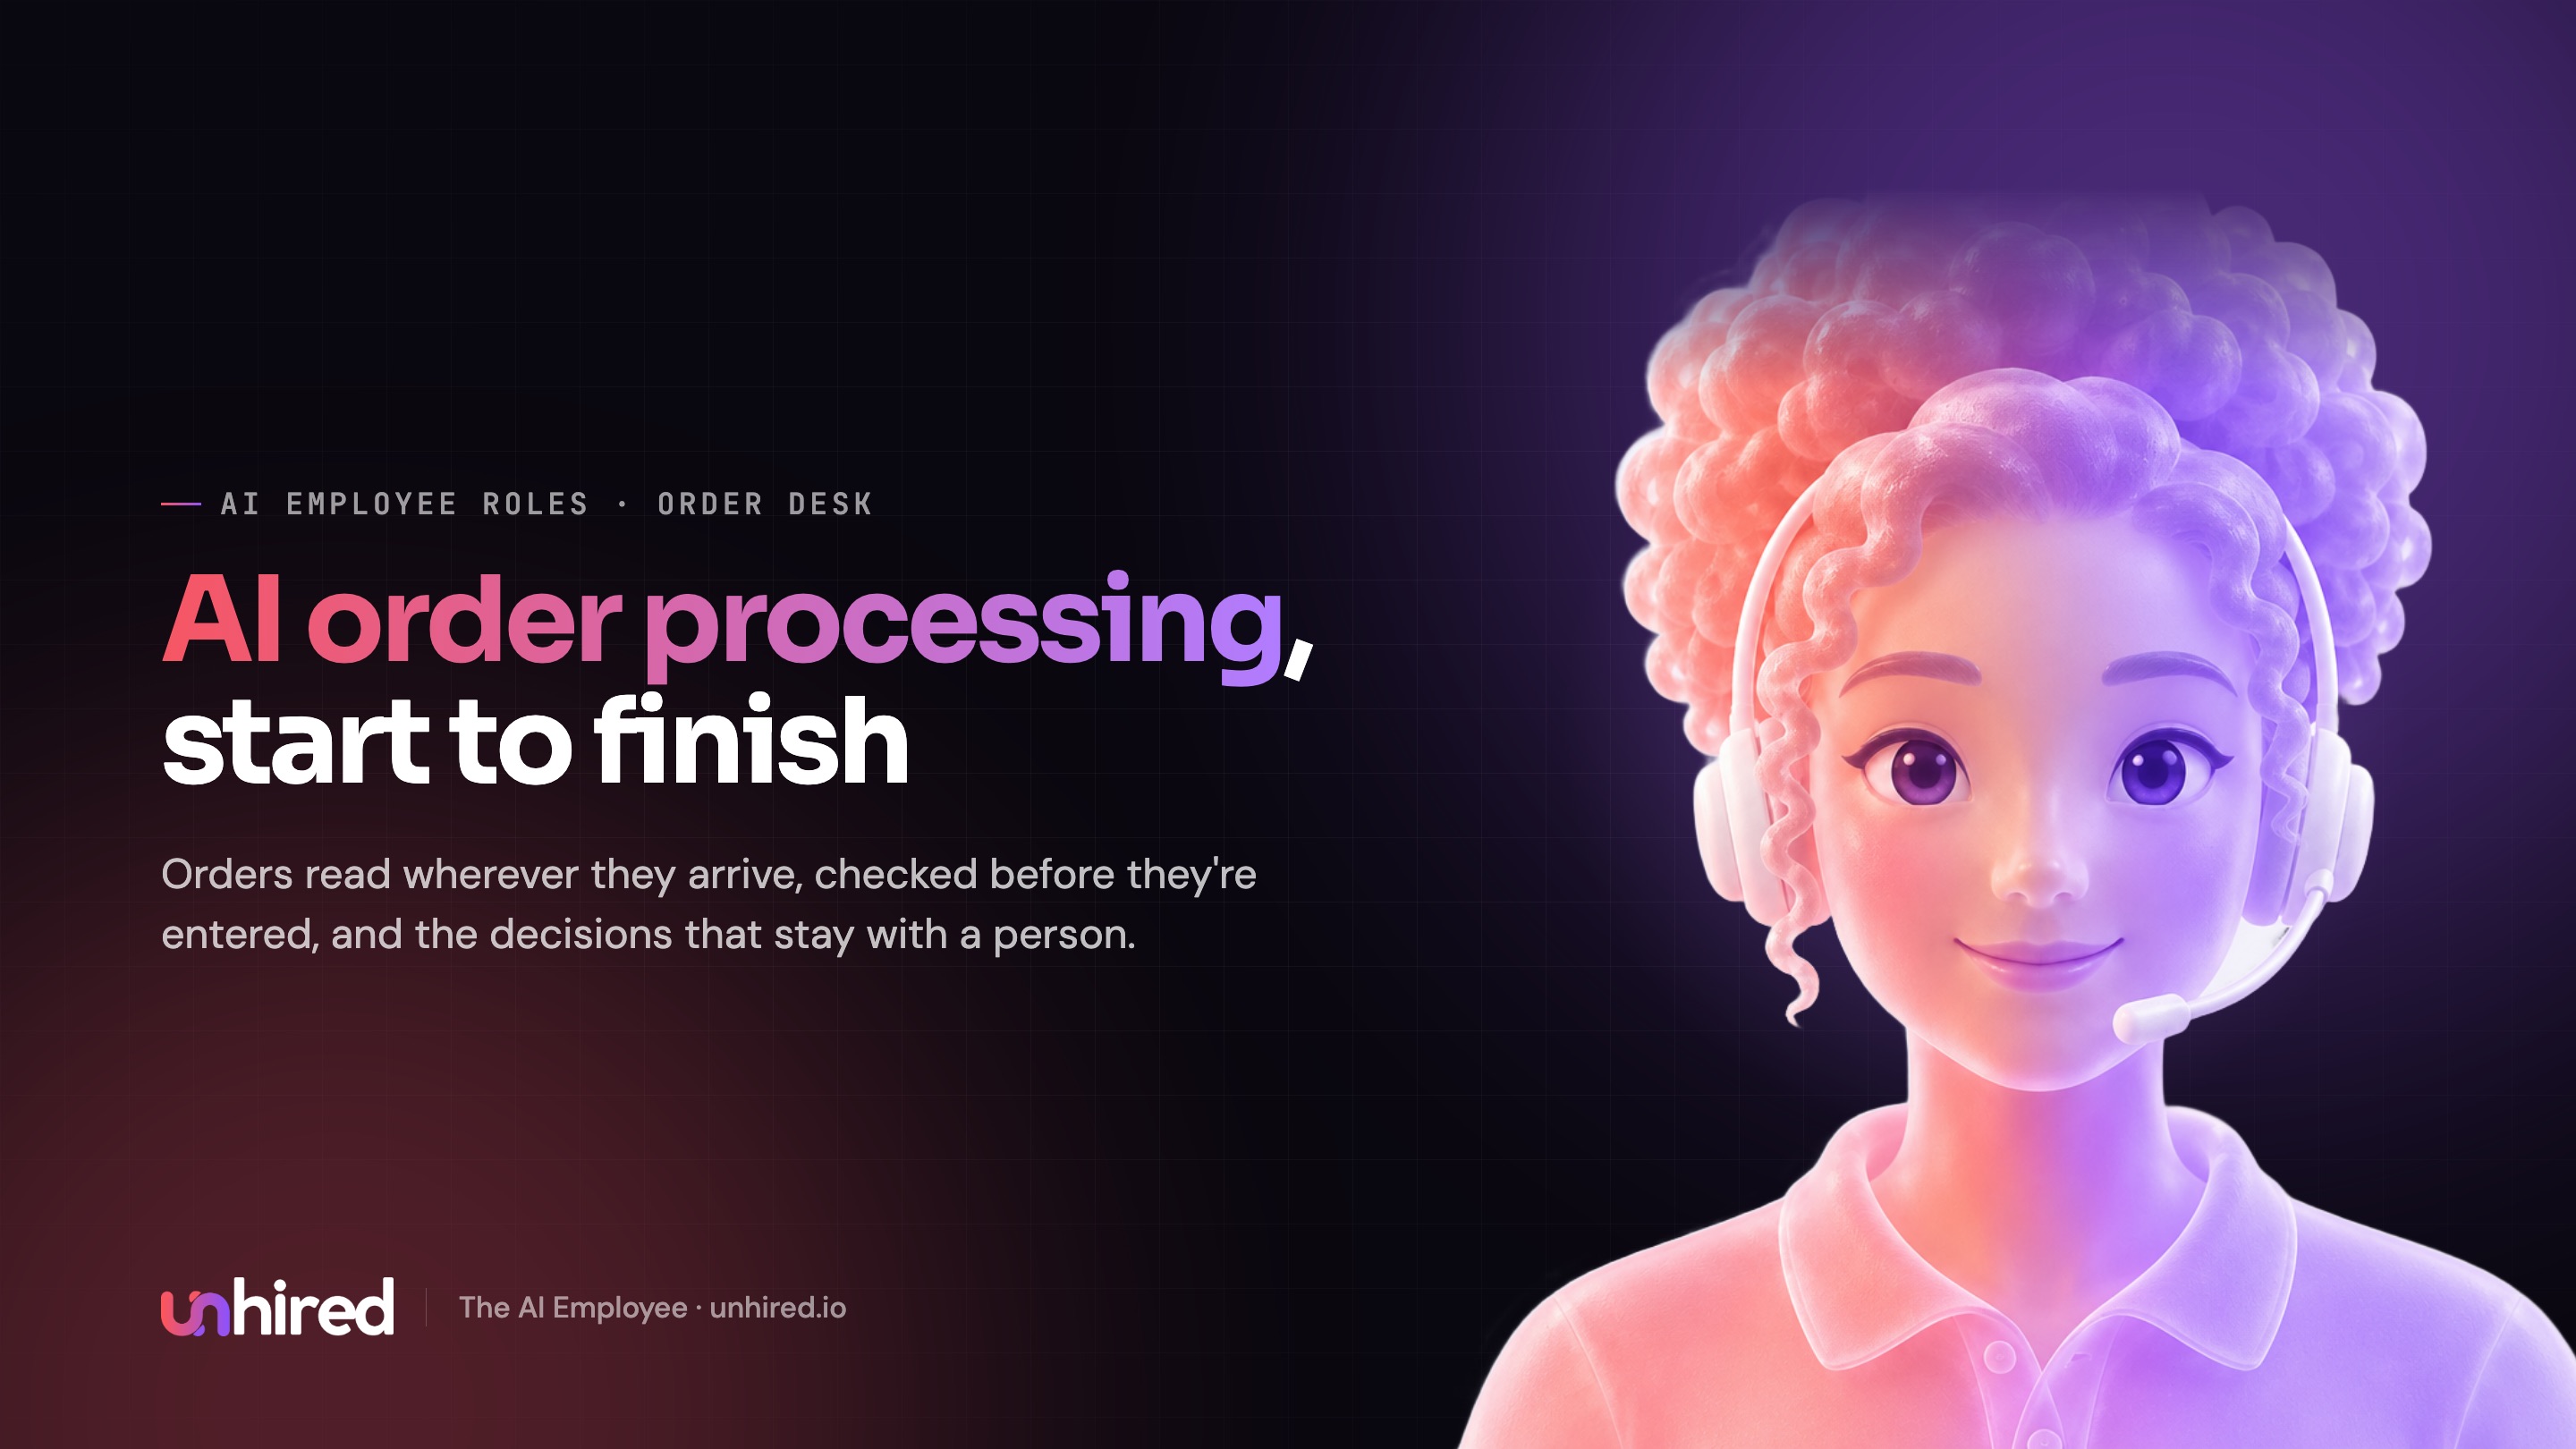 AI EMPLOYEE ROLES · ORDER DESK
AI order processing,
start to finish
Orders read wherever they arrive, checked before they're
entered, and the decisions that stay with a person.
unhired
The AI Employee · unhired.io